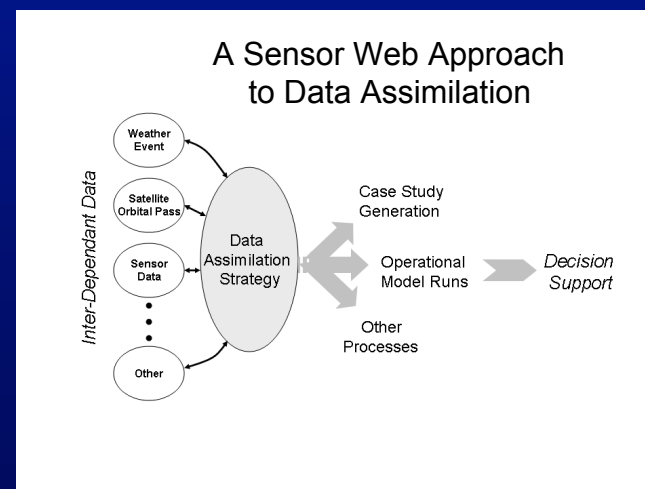 A Sensor Web Approach
to Data Assimilation
Inter-Dependant Data
Weather
Event
Satellite
Orbital Pass
Sensor
Data
Other
Data
Assimilation
Strategy
Case Study
Generation
Operational
Model Runs
Other
Processes
Decision
Support